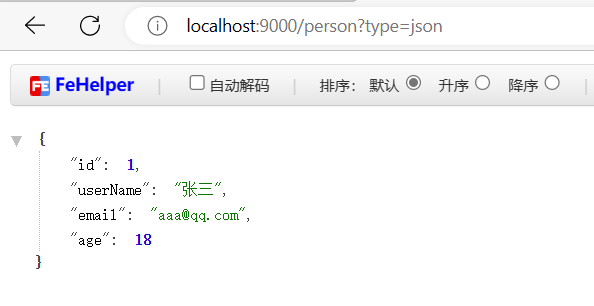 localhost:9000/person?type=json
FeHelper | 自动解码 | 排序： 默认 升序 降序 |
{
"id": 1,
"userName": "张三",
"email": "aaa@qq.com",
"age": 18
}